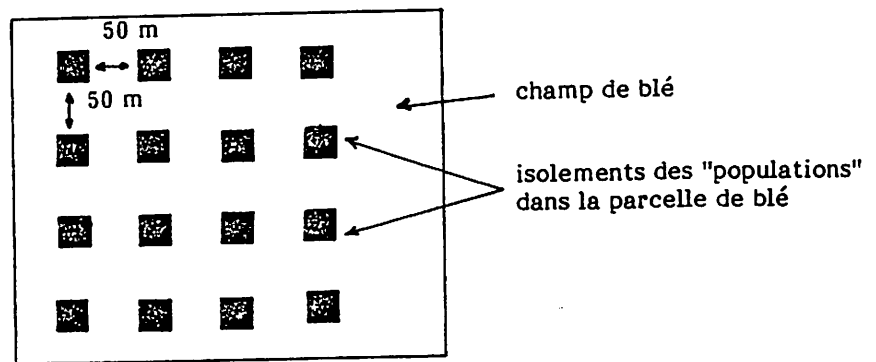 50 m
50 m
champ de blé
isolements des "populations"
dans la parcelle de blé